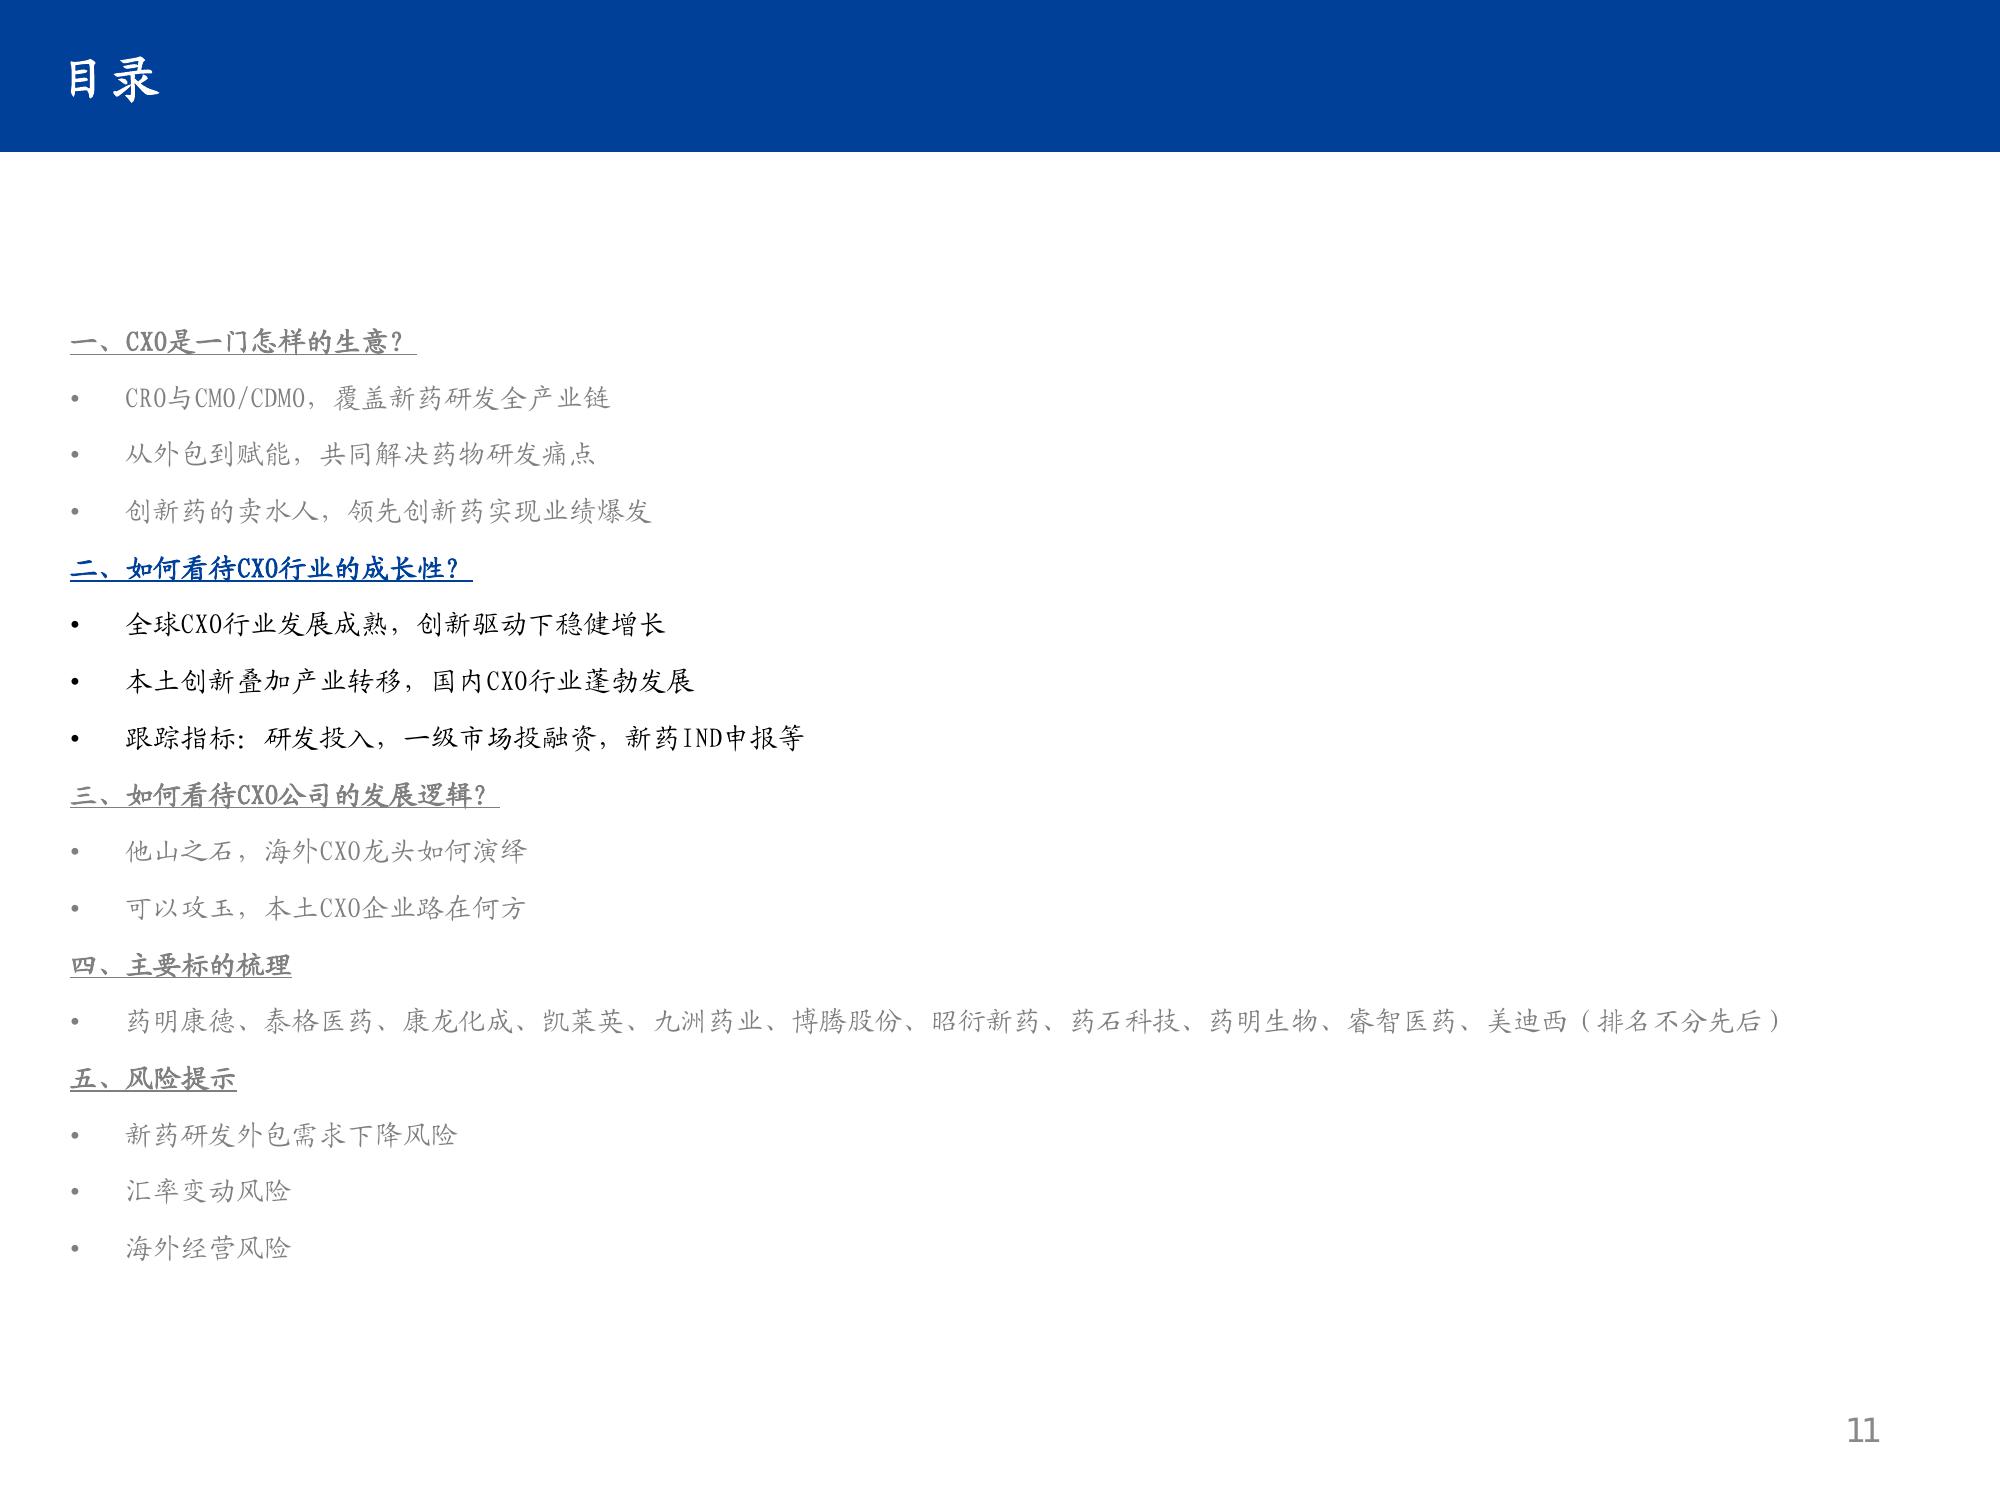 目录
一、CXO是一门怎样的生意？
• CRO与CMO/CDMO，覆盖新药研发全产业链
• 从外包到赋能，共同解决药物研发痛点
• 创新药的卖水人，领先创新药实现业绩爆发
二、如何看待CXO行业的成长性？
• 全球CXO行业发展成熟，创新驱动下稳健增长
• 本土创新叠加产业转移，国内CXO行业蓬勃发展
• 跟踪指标：研发投入，一级市场投融资，新药IND申报等
三、如何看待CXO公司的发展逻辑？
• 他山之石，海外CXO龙头如何演绎
• 可以攻玉，本土CXO企业路在何方
四、主要标的梳理
• 药明康德、泰格医药、康龙化成、凯莱英、九洲药业、博腾股份、昭衍新药、药石科技、药明生物、睿智医药、美迪西（排名不分先后）
五、风险提示
• 新药研发外包需求下降风险
• 汇率变动风险
• 海外经营风险
11